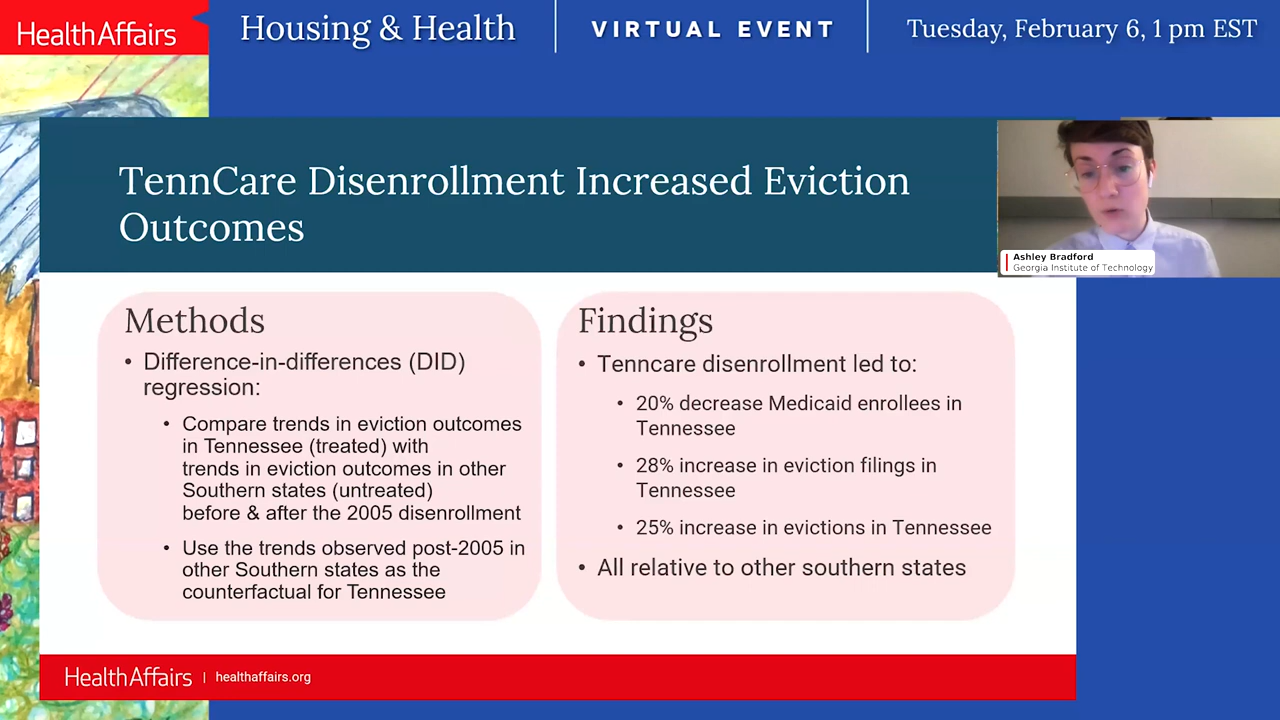 HealthAffairs
Housing & Health
VIRTUAL EVENT
Tuesday, February 6, 1 pm EST
TennCare Disenrollment Increased Eviction
Outcomes
Ashley Bradford
Georgia Institute of Technology
Methods
• Difference-in-differences (DID)
regression:
• Compare trends in eviction outcomes
in Tennessee (treated) with
trends in eviction outcomes in other
Southern states (untreated)
before & after the 2005 disenrollment
• Use the trends observed post-2005 in
other Southern states as the
counterfactual for Tennessee
Findings
• Tenncare disenrollment led to:
• 20% decrease Medicaid enrollees in
Tennessee
• 28% increase in eviction filings in
Tennessee
• 25% increase in evictions in Tennessee
• All relative to other southern states
HealthAffairs | healthaffairs.org